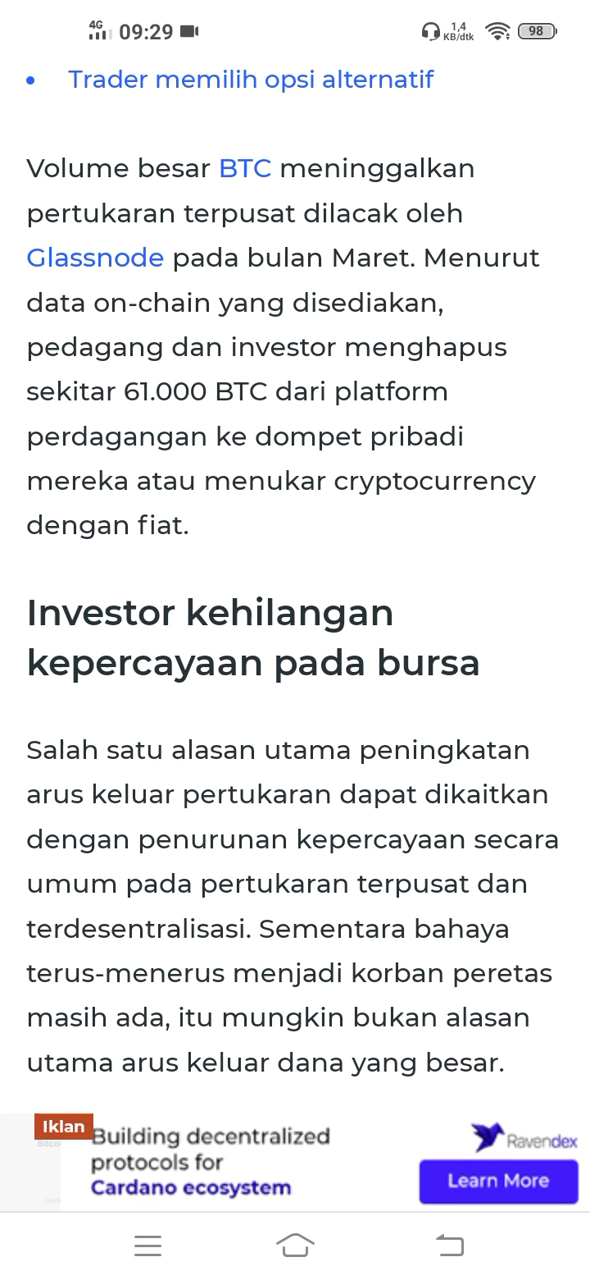 4G 09:29 1,4 KB/dtk 98
• Trader memilih opsi alternatif
Volume besar BTC meninggalkan
pertukaran terpusat dilacak oleh
Glassnode pada bulan Maret. Menurut
data on-chain yang disediakan,
pedagang dan investor menghapus
sekitar 61.000 BTC dari platform
perdagangan ke dompet pribadi
mereka atau menukar cryptocurrency
dengan fiat.
Investor kehilangan
kepercayaan pada bursa
Salah satu alasan utama peningkatan
arus keluar pertukaran dapat dikaitkan
dengan penurunan kepercayaan secara
umum pada pertukaran terpusat dan
terdesentralisasi. Sementara bahaya
terus-menerus menjadi korban peretas
masih ada, itu mungkin bukan alasan
utama arus keluar dana yang besar.
Iklan
Building decentralized
protocols for
Cardano ecosystem
Ravendex
Learn More